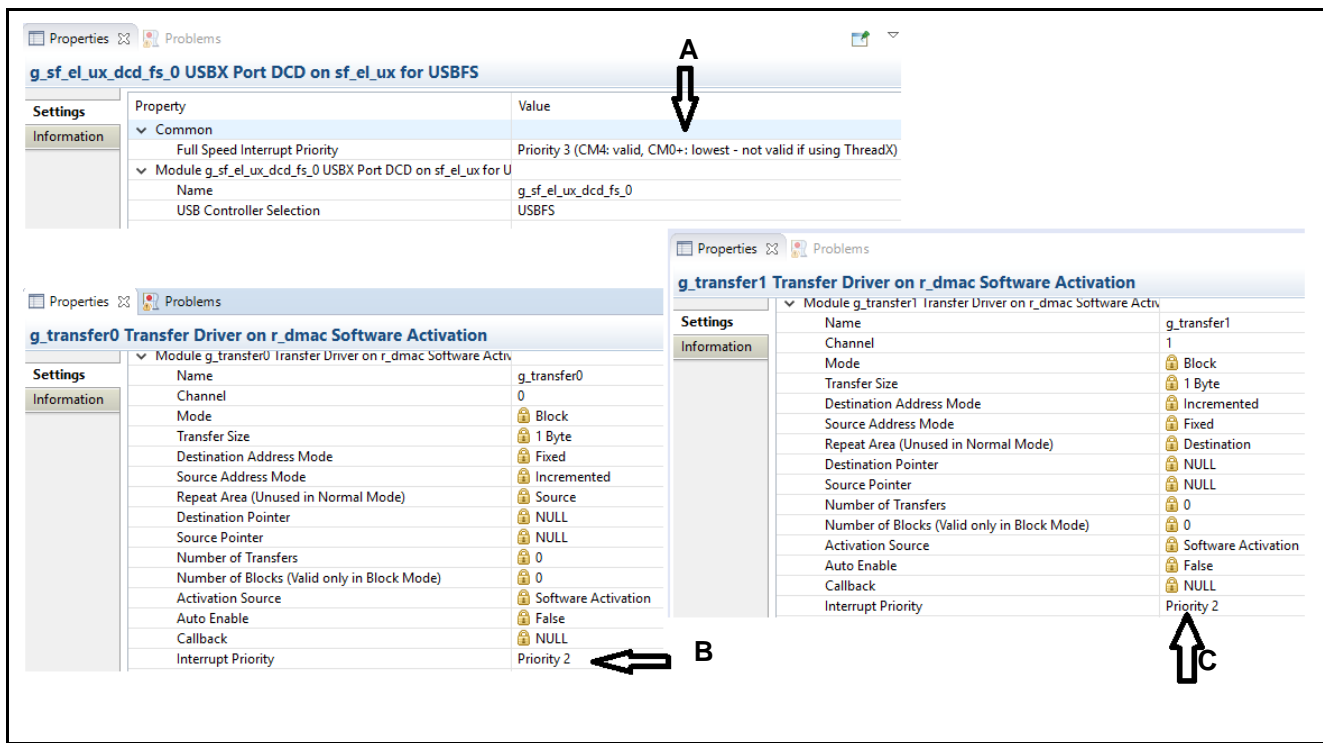 Properties Problems
A
g_sf_el_ux_dcd_fs_0 USBX Port DCD on sf_el_ux for USBFS
Settings
Information
Property Value
Common
Full Speed Interrupt Priority Priority 3 (CM4: valid, CM0+: lowest - not valid if using ThreadX)
Module g_sf_el_ux_dcd_fs_0 USBX Port DCD on sf_el_ux for U
Name g_sf_el_ux_dcd_fs_0
USB Controller Selection USBFS
Properties Problems
g_transfer0 Transfer Driver on r_dmac Software Activation
Settings
Information
Module g_transfer0 Transfer Driver on r_dmac Software Activ
Name g_transfer0
Channel 0
Mode Block
Transfer Size 1 Byte
Destination Address Mode Fixed
Source Address Mode Incremented
Repeat Area (Unused in Normal Mode) Source
Destination Pointer NULL
Source Pointer NULL
Number of Transfers 0
Number of Blocks (Valid only in Block Mode) 0
Activation Source Software Activation
Auto Enable False
Callback NULL
Interrupt Priority Priority 2
B
Properties Problems
g_transfer1 Transfer Driver on r_dmac Software Activation
Settings
Information
Module g_transfer1 Transfer Driver on r_dmac Software Activ
Name g_transfer1
Channel 1
Mode Block
Transfer Size 1 Byte
Destination Address Mode Incremented
Source Address Mode Fixed
Repeat Area (Unused in Normal Mode) Destination
Destination Pointer NULL
Source Pointer NULL
Number of Transfers 0
Number of Blocks (Valid only in Block Mode) 0
Activation Source Software Activation
Auto Enable False
Callback NULL
Interrupt Priority Priority 2
C